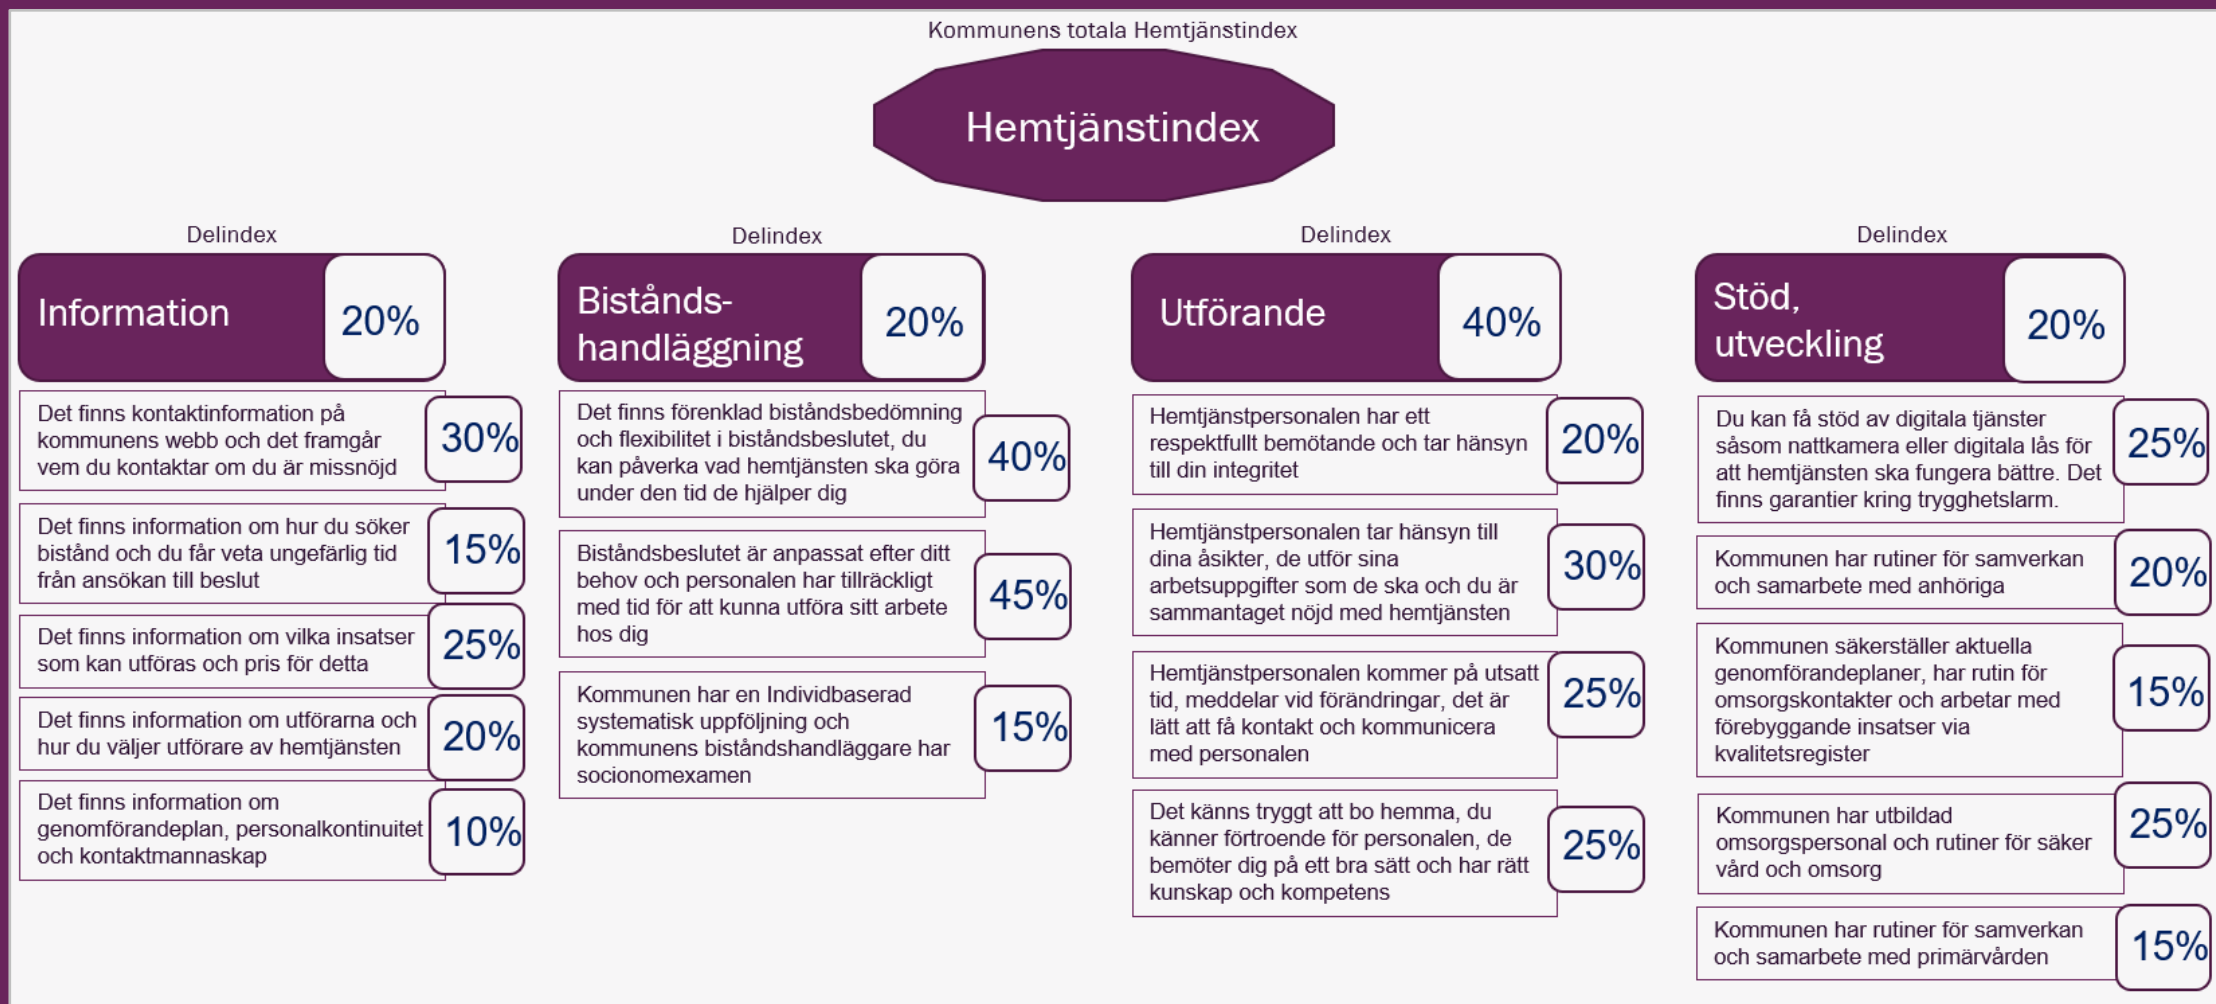 Kommunens totala Hemtjänstindex
Hemtjänstindex
Delindex
Information
20%
Det finns kontaktinformation på
kommunens webb och det framgår
vem du kontaktar om du är missnöjd
30%
Det finns information om hur du söker
bistånd och du får veta ungefärlig tid
från ansökan till beslut
15%
Det finns information om vilka insatser
som kan utföras och pris för detta
25%
Det finns information om utförarna och
hur du väljer utförare av hemtjänsten
20%
Det finns information om
genomförandeplan, personalkontinuitet
och kontaktmannaskap
10%
Delindex
Bistånds-
handläggning
20%
Det finns förenklad biståndsbedömning
och flexibilitet i biståndsbeslutet, du
kan påverka vad hemtjänsten ska göra
under den tid de hjälper dig
40%
Biståndsbeslutet är anpassat efter ditt
behov och personalen har tillräckligt
med tid för att kunna utföra sitt arbete
hos dig
45%
Kommunen har en Individbaserad
systematisk uppföljning och
kommunens biståndshandläggare har
socionomexamen
15%
Delindex
Utförande
40%
Hemtjänstpersonalen har ett
respektfullt bemötande och tar hänsyn
till din integritet
20%
Hemtjänstpersonalen tar hänsyn till
dina åsikter, de utför sina
arbetsuppgifter som de ska och du är
sammantaget nöjd med hemtjänsten
30%
Hemtjänstpersonalen kommer på utsatt
tid, meddelar vid förändringar, det är
lätt att få kontakt och kommunicera
med personalen
25%
Det känns tryggt att bo hemma, du
känner förtroende för personalen, de
bemöter dig på ett bra sätt och har rätt
kunskap och kompetens
25%
Delindex
Stöd,
utveckling
20%
Du kan få stöd av digitala tjänster
såsom nattkamera eller digitala lås för
att hemtjänsten ska fungera bättre. Det
finns garantier kring trygghetslarm.
25%
Kommunen har rutiner för samverkan
och samarbete med anhöriga
20%
Kommunen säkerställer aktuella
genomförandeplaner, har rutin för
omsorgskontakter och arbetar med
förebyggande insatser via
kvalitetsregister
15%
Kommunen har utbildad
omsorgspersonal och rutiner för säker
vård och omsorg
25%
Kommunen har rutiner för samverkan
och samarbete med primärvården
15%